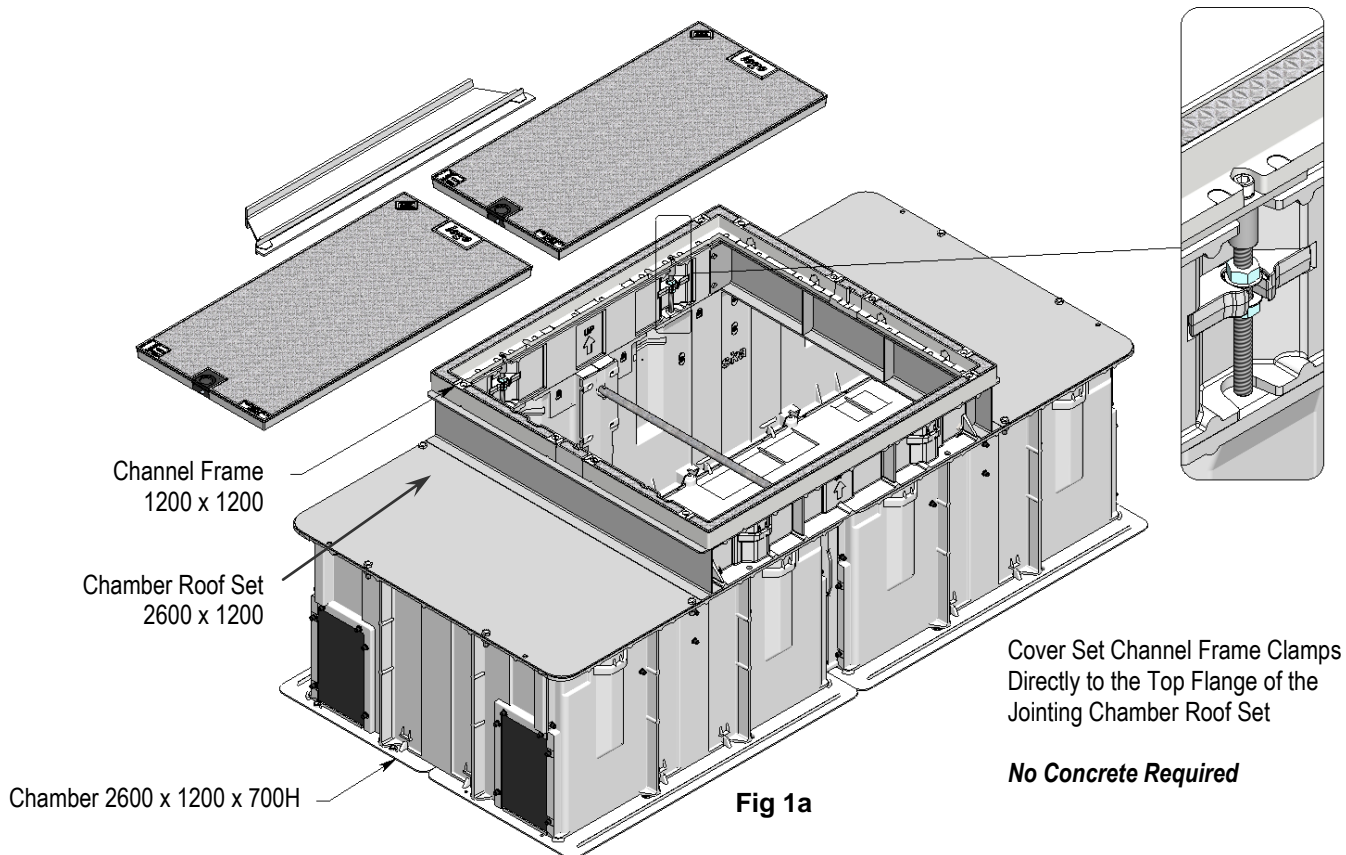 UP
eka
Channel Frame
1200 x 1200
Chamber Roof Set
2600 x 1200
Chamber 2600 x 1200 x 700H
Fig 1a
Cover Set Channel Frame Clamps
Directly to the Top Flange of the
Jointing Chamber Roof Set
No Concrete Required